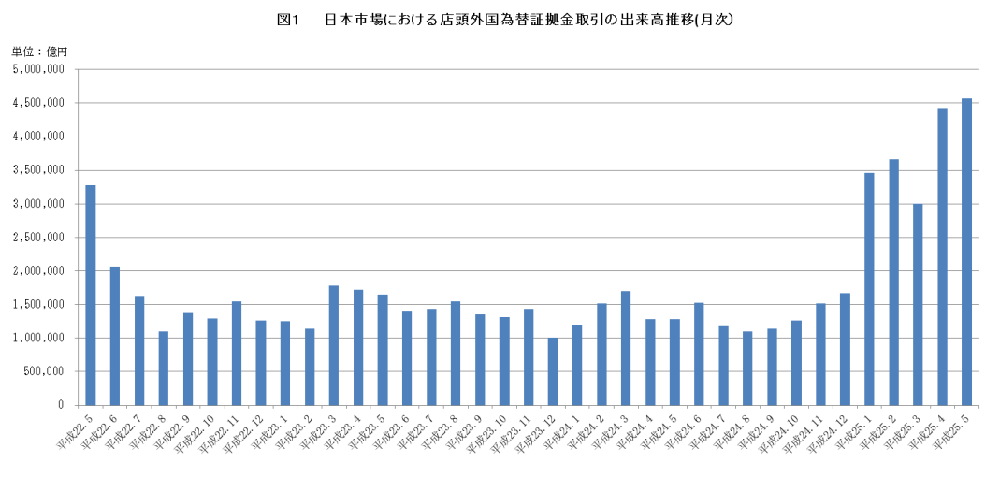 図1 日本市場における店頭外国為替証拠金取引の出来高推移(月次)
単位：億円
5,000,000
4,500,000
4,000,000
3,500,000
3,000,000
2,500,000
2,000,000
1,500,000
1,000,000
500,000
0
平成22.5
平成22.6
平成22.7
平成22.8
平成22.9
平成22.10
平成22.11
平成22.12
平成23.1
平成23.2
平成23.3
平成23.4
平成23.5
平成23.6
平成23.7
平成23.8
平成23.9
平成23.10
平成23.11
平成23.12
平成24.1
平成24.2
平成24.3
平成24.4
平成24.5
平成24.6
平成24.7
平成24.8
平成24.9
平成24.10
平成24.11
平成24.12
平成25.1
平成25.2
平成25.3
平成25.4
平成25.5